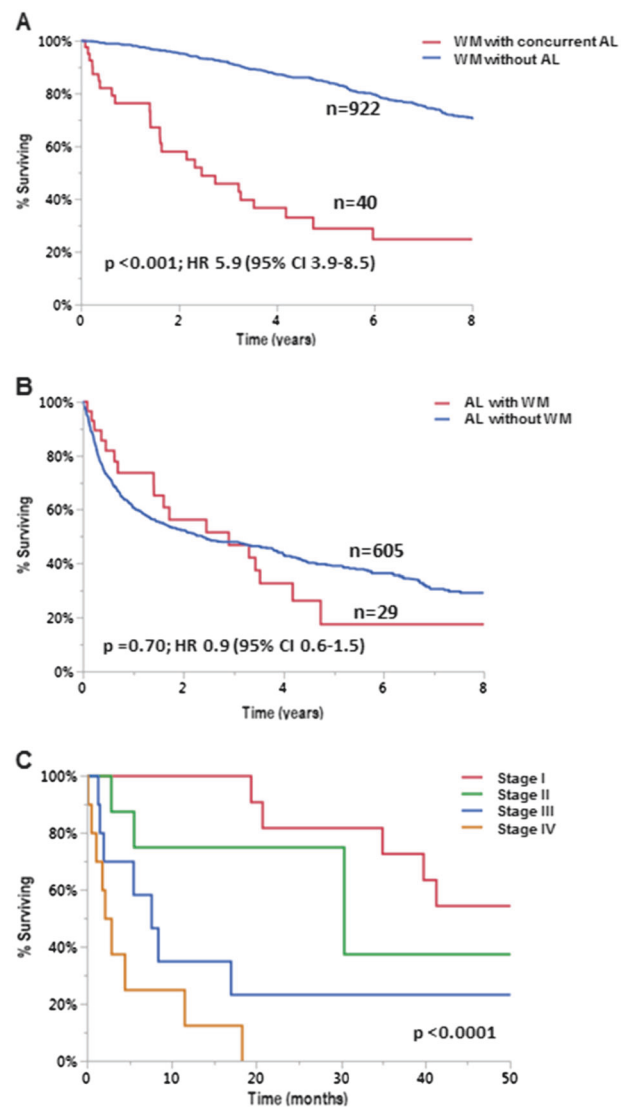 A
WM with concurrent AL
WM without AL
100%
80%
60%
40%
20%
0%
% Surviving
n=922
n=40
p <0.001; HR 5.9 (95% CI 3.9-8.5)
0 2 4 6 8
Time (years)
B
AL with WM
AL without WM
100%
80%
60%
40%
20%
0%
% Surviving
n=605
n=29
p =0.70; HR 0.9 (95% CI 0.6-1.5)
0 2 4 6 8
Time (years)
C
Stage I
Stage II
Stage III
Stage IV
100%
80%
60%
40%
20%
0%
% Surviving
p <0.0001
0 10 20 30 40 50
Time (months)